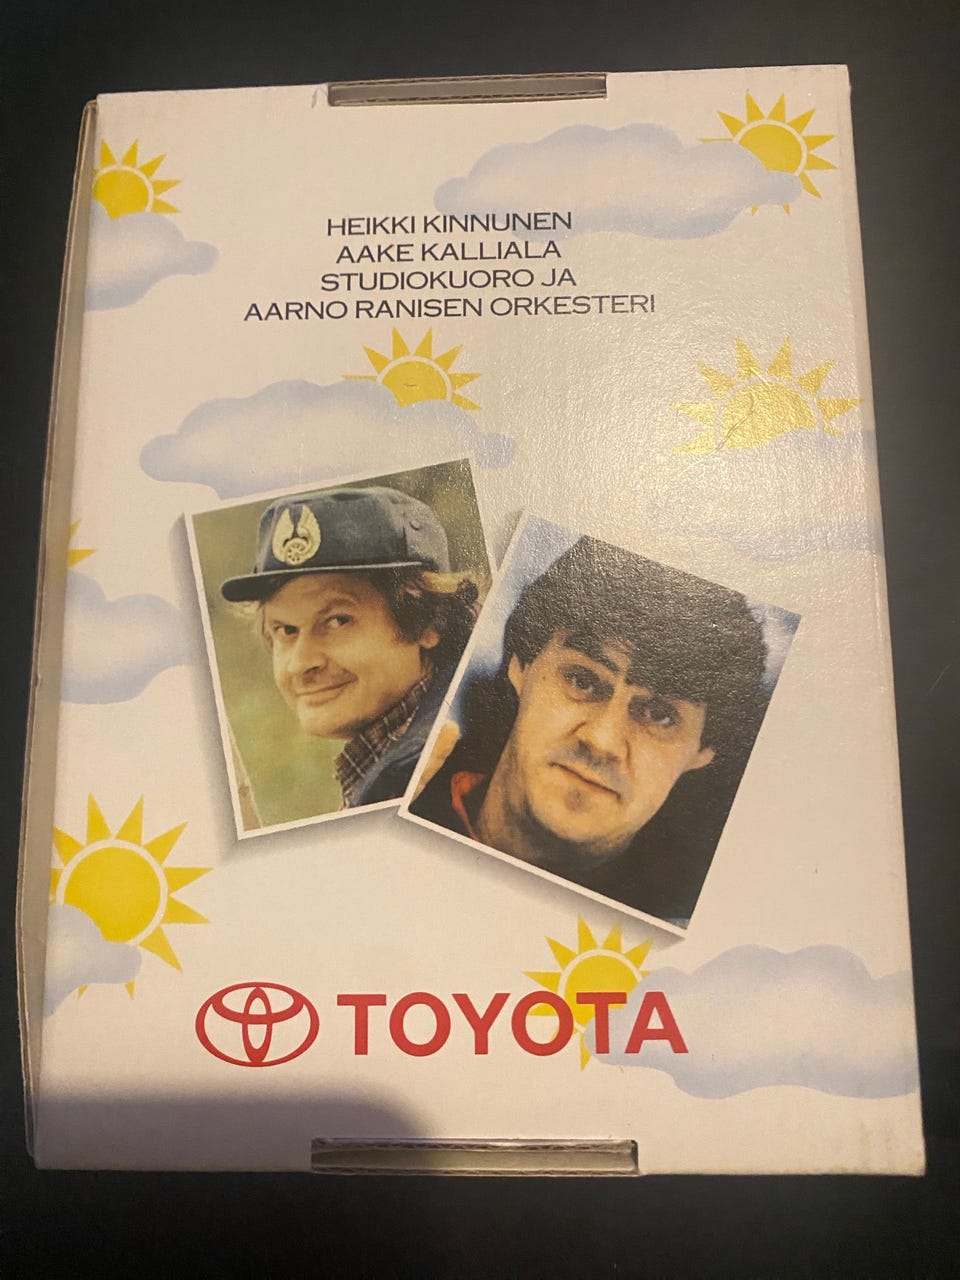 HEIKKI KINNUNEN
AAKE KALLIALA
STUDIOKUORO JA
AARNO RANISEN ORKESTERI
TOYOTA